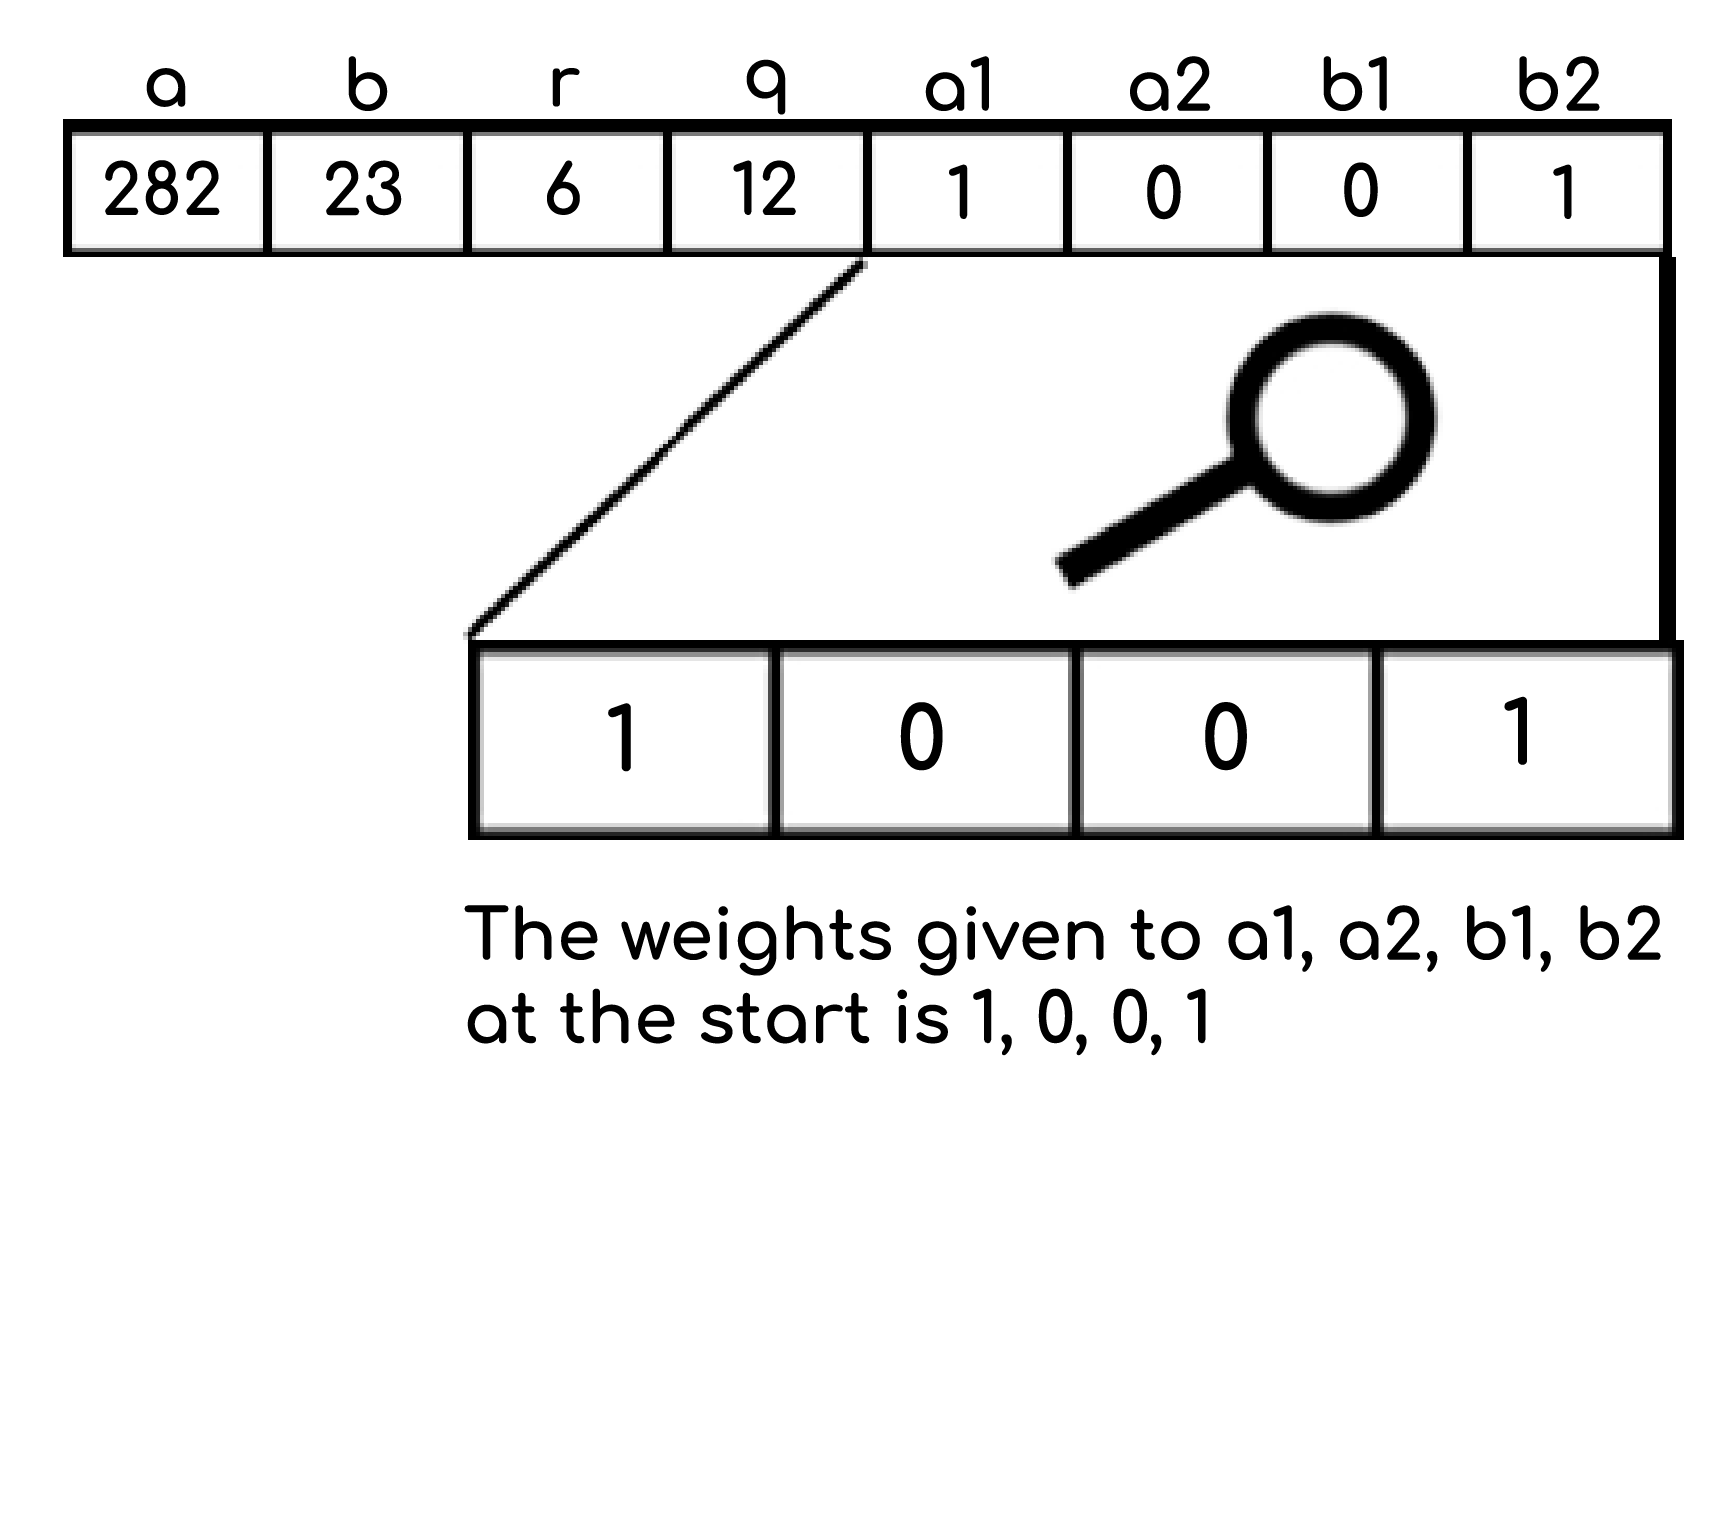 a b r q a1 a2 b1 b2
282 23 6 12 1 0 0 1
1 0 0 1
The weights given to a1, a2, b1, b2
at the start is 1, 0, 0, 1